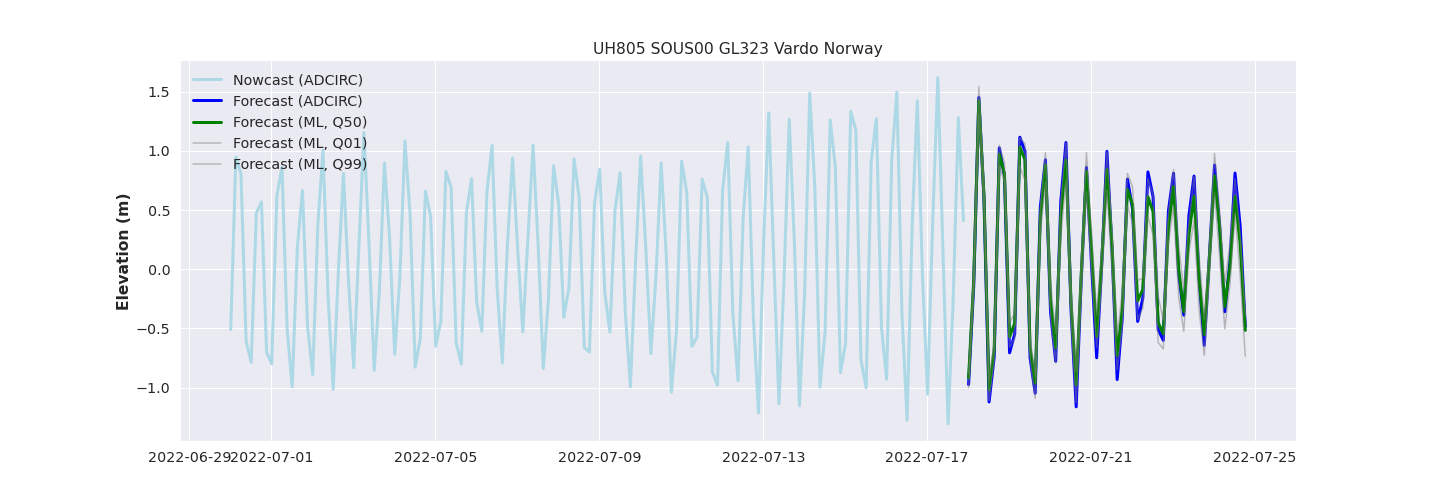 UH805 SOUS00 GL323 Vardo Norway
Nowcast (ADCIRC)
Forecast (ADCIRC)
Forecast (ML, Q50)
Forecast (ML, Q01)
Forecast (ML, Q99)
Elevation (m)
1.5
1.0
0.5
0.0
−0.5
−1.0
2022-06-29 2022-07-01 2022-07-05 2022-07-09 2022-07-13 2022-07-17 2022-07-21 2022-07-25